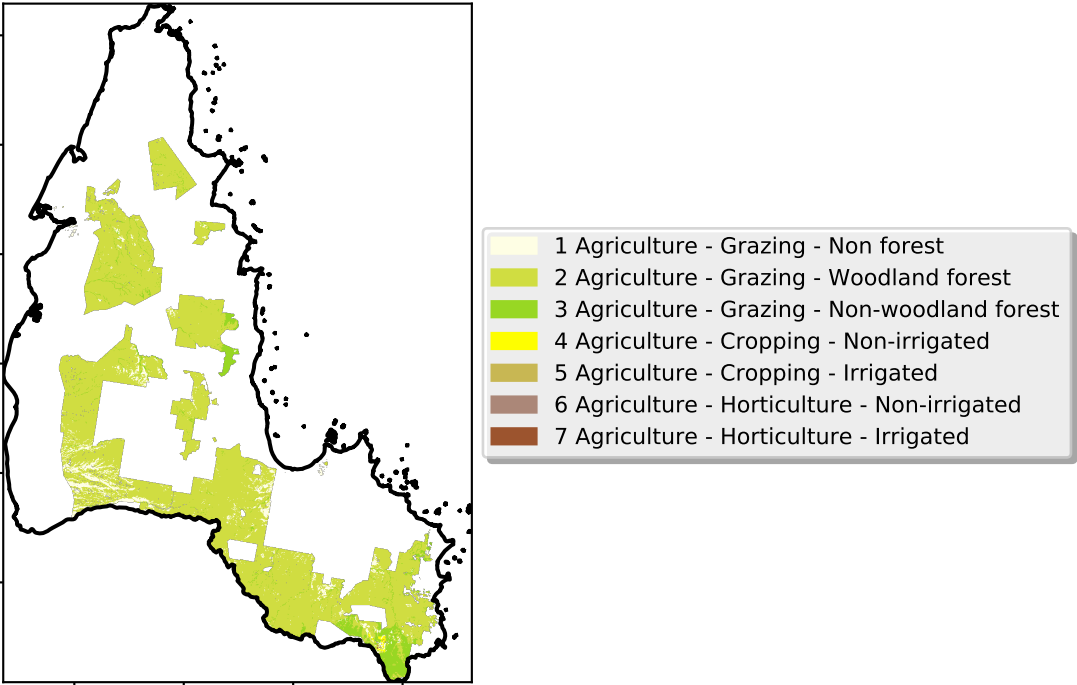 1 Agriculture - Grazing - Non forest
2 Agriculture - Grazing - Woodland forest
3 Agriculture - Grazing - Non-woodland forest
4 Agriculture - Cropping - Non-irrigated
5 Agriculture - Cropping - Irrigated
6 Agriculture - Horticulture - Non-irrigated
7 Agriculture - Horticulture - Irrigated